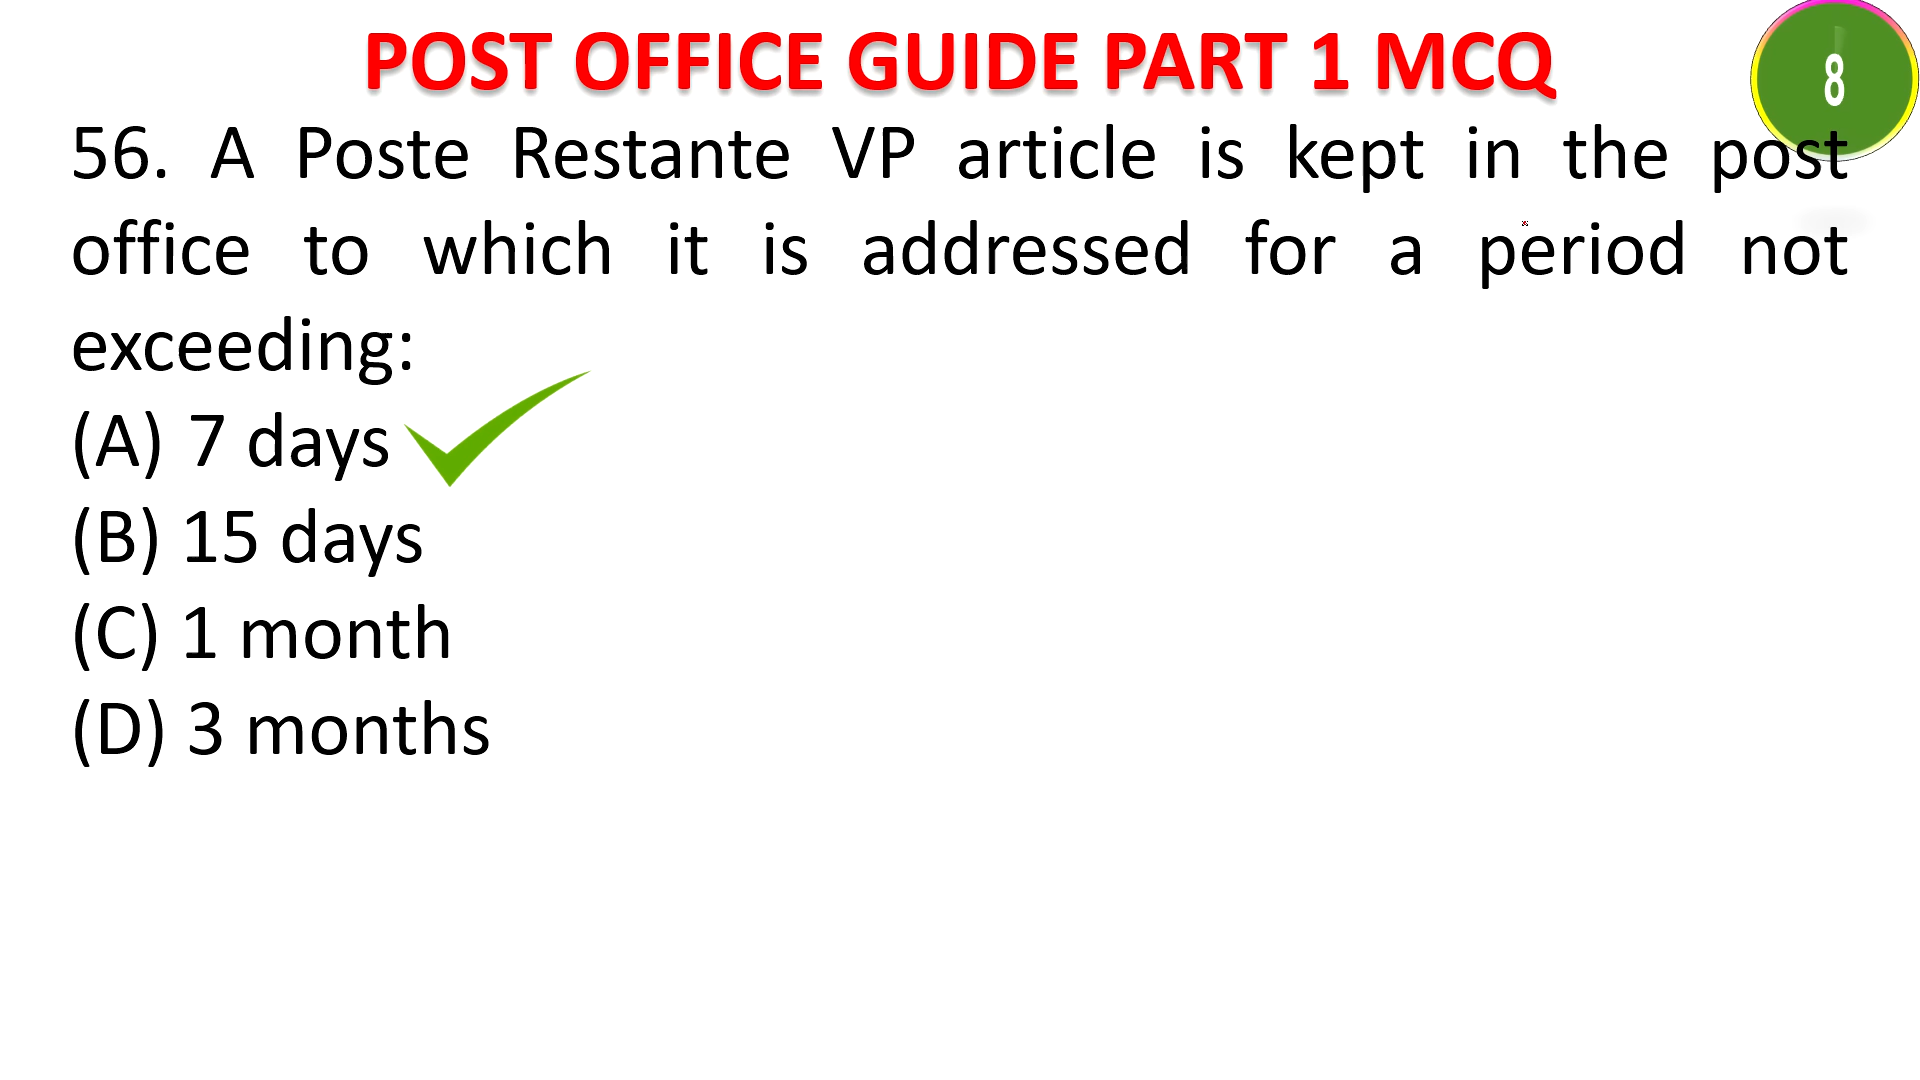 POST OFFICE GUIDE PART 1 MCQ
8
56. A Poste Restante VP article is kept in the post
office to which it is addressed for a period not
exceeding:
(A) 7 days
(B) 15 days
(C) 1 month
(D) 3 months